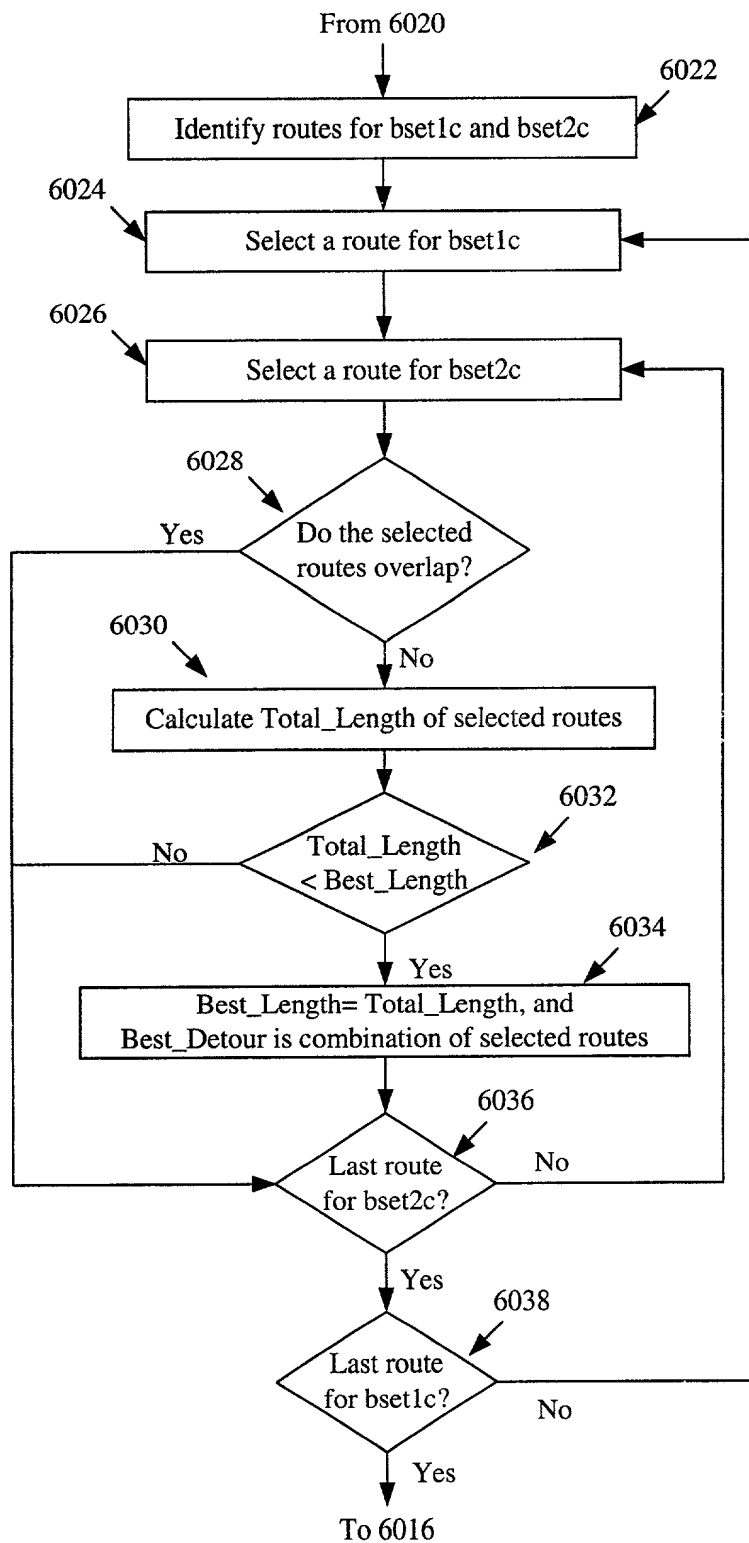 From 6020
6022
Identify routes for bset1c and bset2c
6024
Select a route for bset1c
6026
Select a route for bset2c
6028
Yes
Do the selected
routes overlap?
6030
No
Calculate Total_Length of selected routes
6032
No
Total_Length
< Best_Length
6034
Yes
Best_Length= Total_Length, and
Best_Detour is combination of selected routes
6036
Last route
for bset2c?
No
Yes
6038
Last route
for bset1c?
No
Yes
To 6016